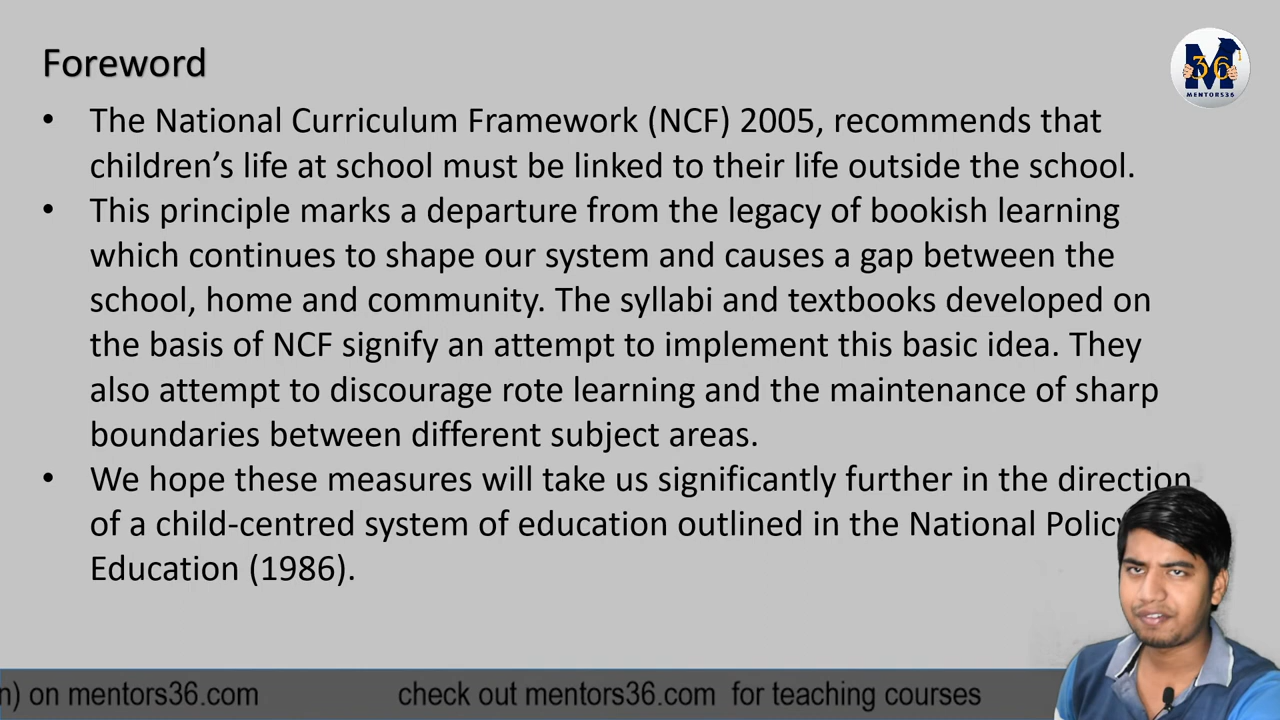 Foreword
M
36
MENTORS36
• The National Curriculum Framework (NCF) 2005, recommends that
children’s life at school must be linked to their life outside the school.
• This principle marks a departure from the legacy of bookish learning
which continues to shape our system and causes a gap between the
school, home and community. The syllabi and textbooks developed on
the basis of NCF signify an attempt to implement this basic idea. They
also attempt to discourage rote learning and the maintenance of sharp
boundaries between different subject areas.
• We hope these measures will take us significantly further in the direction
of a child-centred system of education outlined in the National Policy
Education (1986).
n) on mentors36.com check out mentors36.com for teaching courses